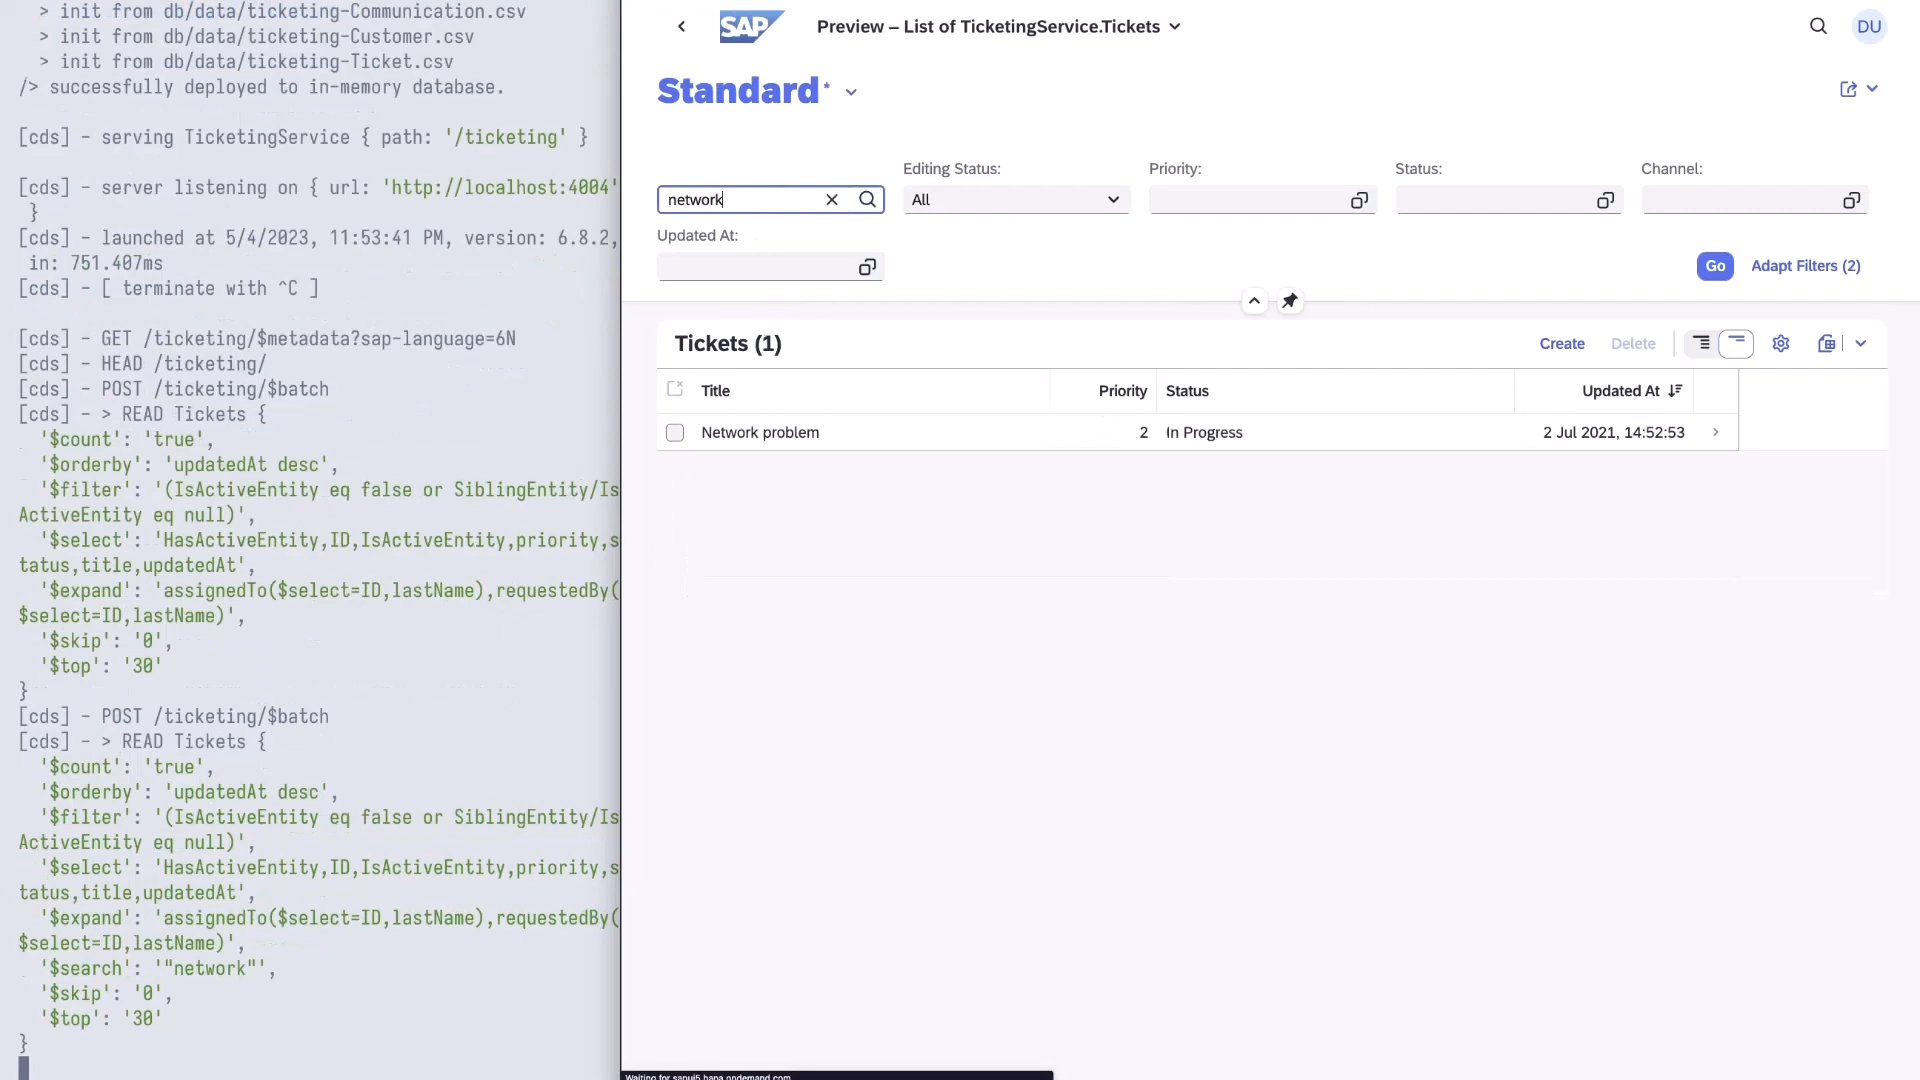 > init from db/data/ticketing-Communication.csv
> init from db/data/ticketing-Customer.csv
> init from db/data/ticketing-Ticket.csv
/> successfully deployed to in-memory database.
[cds] - serving TicketingService { path: '/ticketing' }
[cds] - server listening on { url: 'http://localhost:4004'
}
[cds] - launched at 5/4/2023, 11:53:41 PM, version: 6.8.2,
in: 751.407ms
[cds] - [ terminate with ^C ]
[cds] - GET /ticketing/$metadata?sap-language=6N
[cds] - HEAD /ticketing/
[cds] - POST /ticketing/$batch
[cds] - > READ Tickets {
'$count': 'true',
'$orderby': 'updatedAt desc',
'$filter': '(IsActiveEntity eq false or SiblingEntity/Is
ActiveEntity eq null)',
'$select': 'HasActiveEntity,ID,IsActiveEntity,priority,s
tatus,title,updatedAt',
'$expand': 'assignedTo($select=ID,lastName),requestedBy(
$select=ID,lastName)',
'$skip': '0',
'$top': '30'
}
[cds] - POST /ticketing/$batch
[cds] - > READ Tickets {
'$count': 'true',
'$orderby': 'updatedAt desc',
'$filter': '(IsActiveEntity eq false or SiblingEntity/Is
ActiveEntity eq null)',
'$select': 'HasActiveEntity,ID,IsActiveEntity,priority,s
tatus,title,updatedAt',
'$expand': 'assignedTo($select=ID,lastName),requestedBy(
$select=ID,lastName)',
'$search': '"network"',
'$skip': '0',
'$top': '30'
}
SAP Preview – List of TicketingService.Tickets DU
Standard*
Editing Status: Priority: Status: Channel:
network All
Updated At:
Go Adapt Filters (2)
Tickets (1) Create Delete
Title Priority Status Updated At
Network problem 2 In Progress 2 Jul 2021, 14:52:53
Waiting for sapui5.hana.ondemand.com